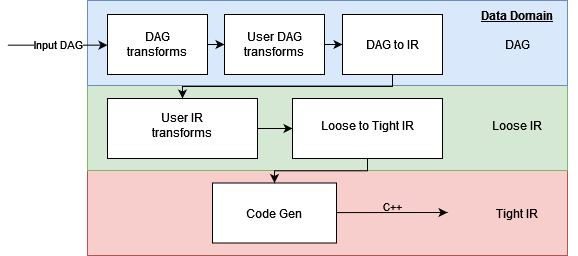 Data Domain
Input DAG
DAG
transforms
User DAG
transforms
DAG to IR
DAG
User IR
transforms
Loose to Tight IR
Loose IR
Code Gen
C++
Tight IR